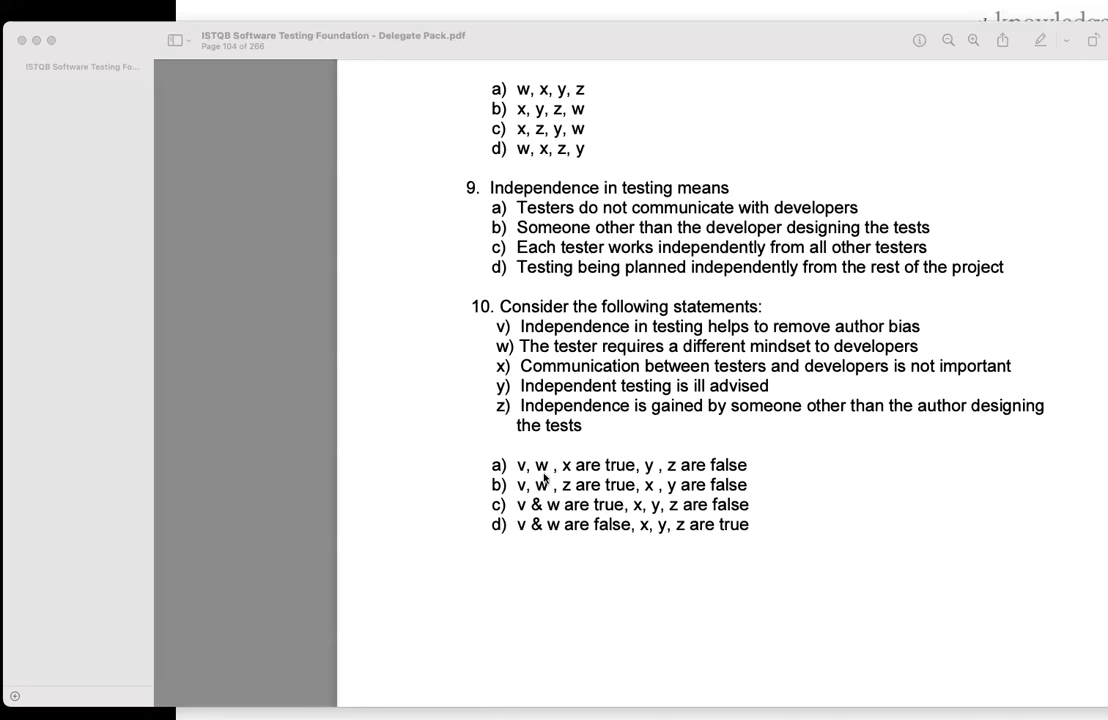 ISTQB Software Testing Foundation - Delegate Pack.pdf
Page 104 of 266
ISTQB Software Testing Fo...
a) w, x, y, z
b) x, y, z, w
c) x, z, y, w
d) w, x, z, y
9. Independence in testing means
a) Testers do not communicate with developers
b) Someone other than the developer designing the tests
c) Each tester works independently from all other testers
d) Testing being planned independently from the rest of the project
10. Consider the following statements:
v) Independence in testing helps to remove author bias
w) The tester requires a different mindset to developers
x) Communication between testers and developers is not important
y) Independent testing is ill advised
z) Independence is gained by someone other than the author designing
the tests
a) v, w , x are true, y , z are false
b) v, w , z are true, x , y are false
c) v & w are true, x, y, z are false
d) v & w are false, x, y, z are true